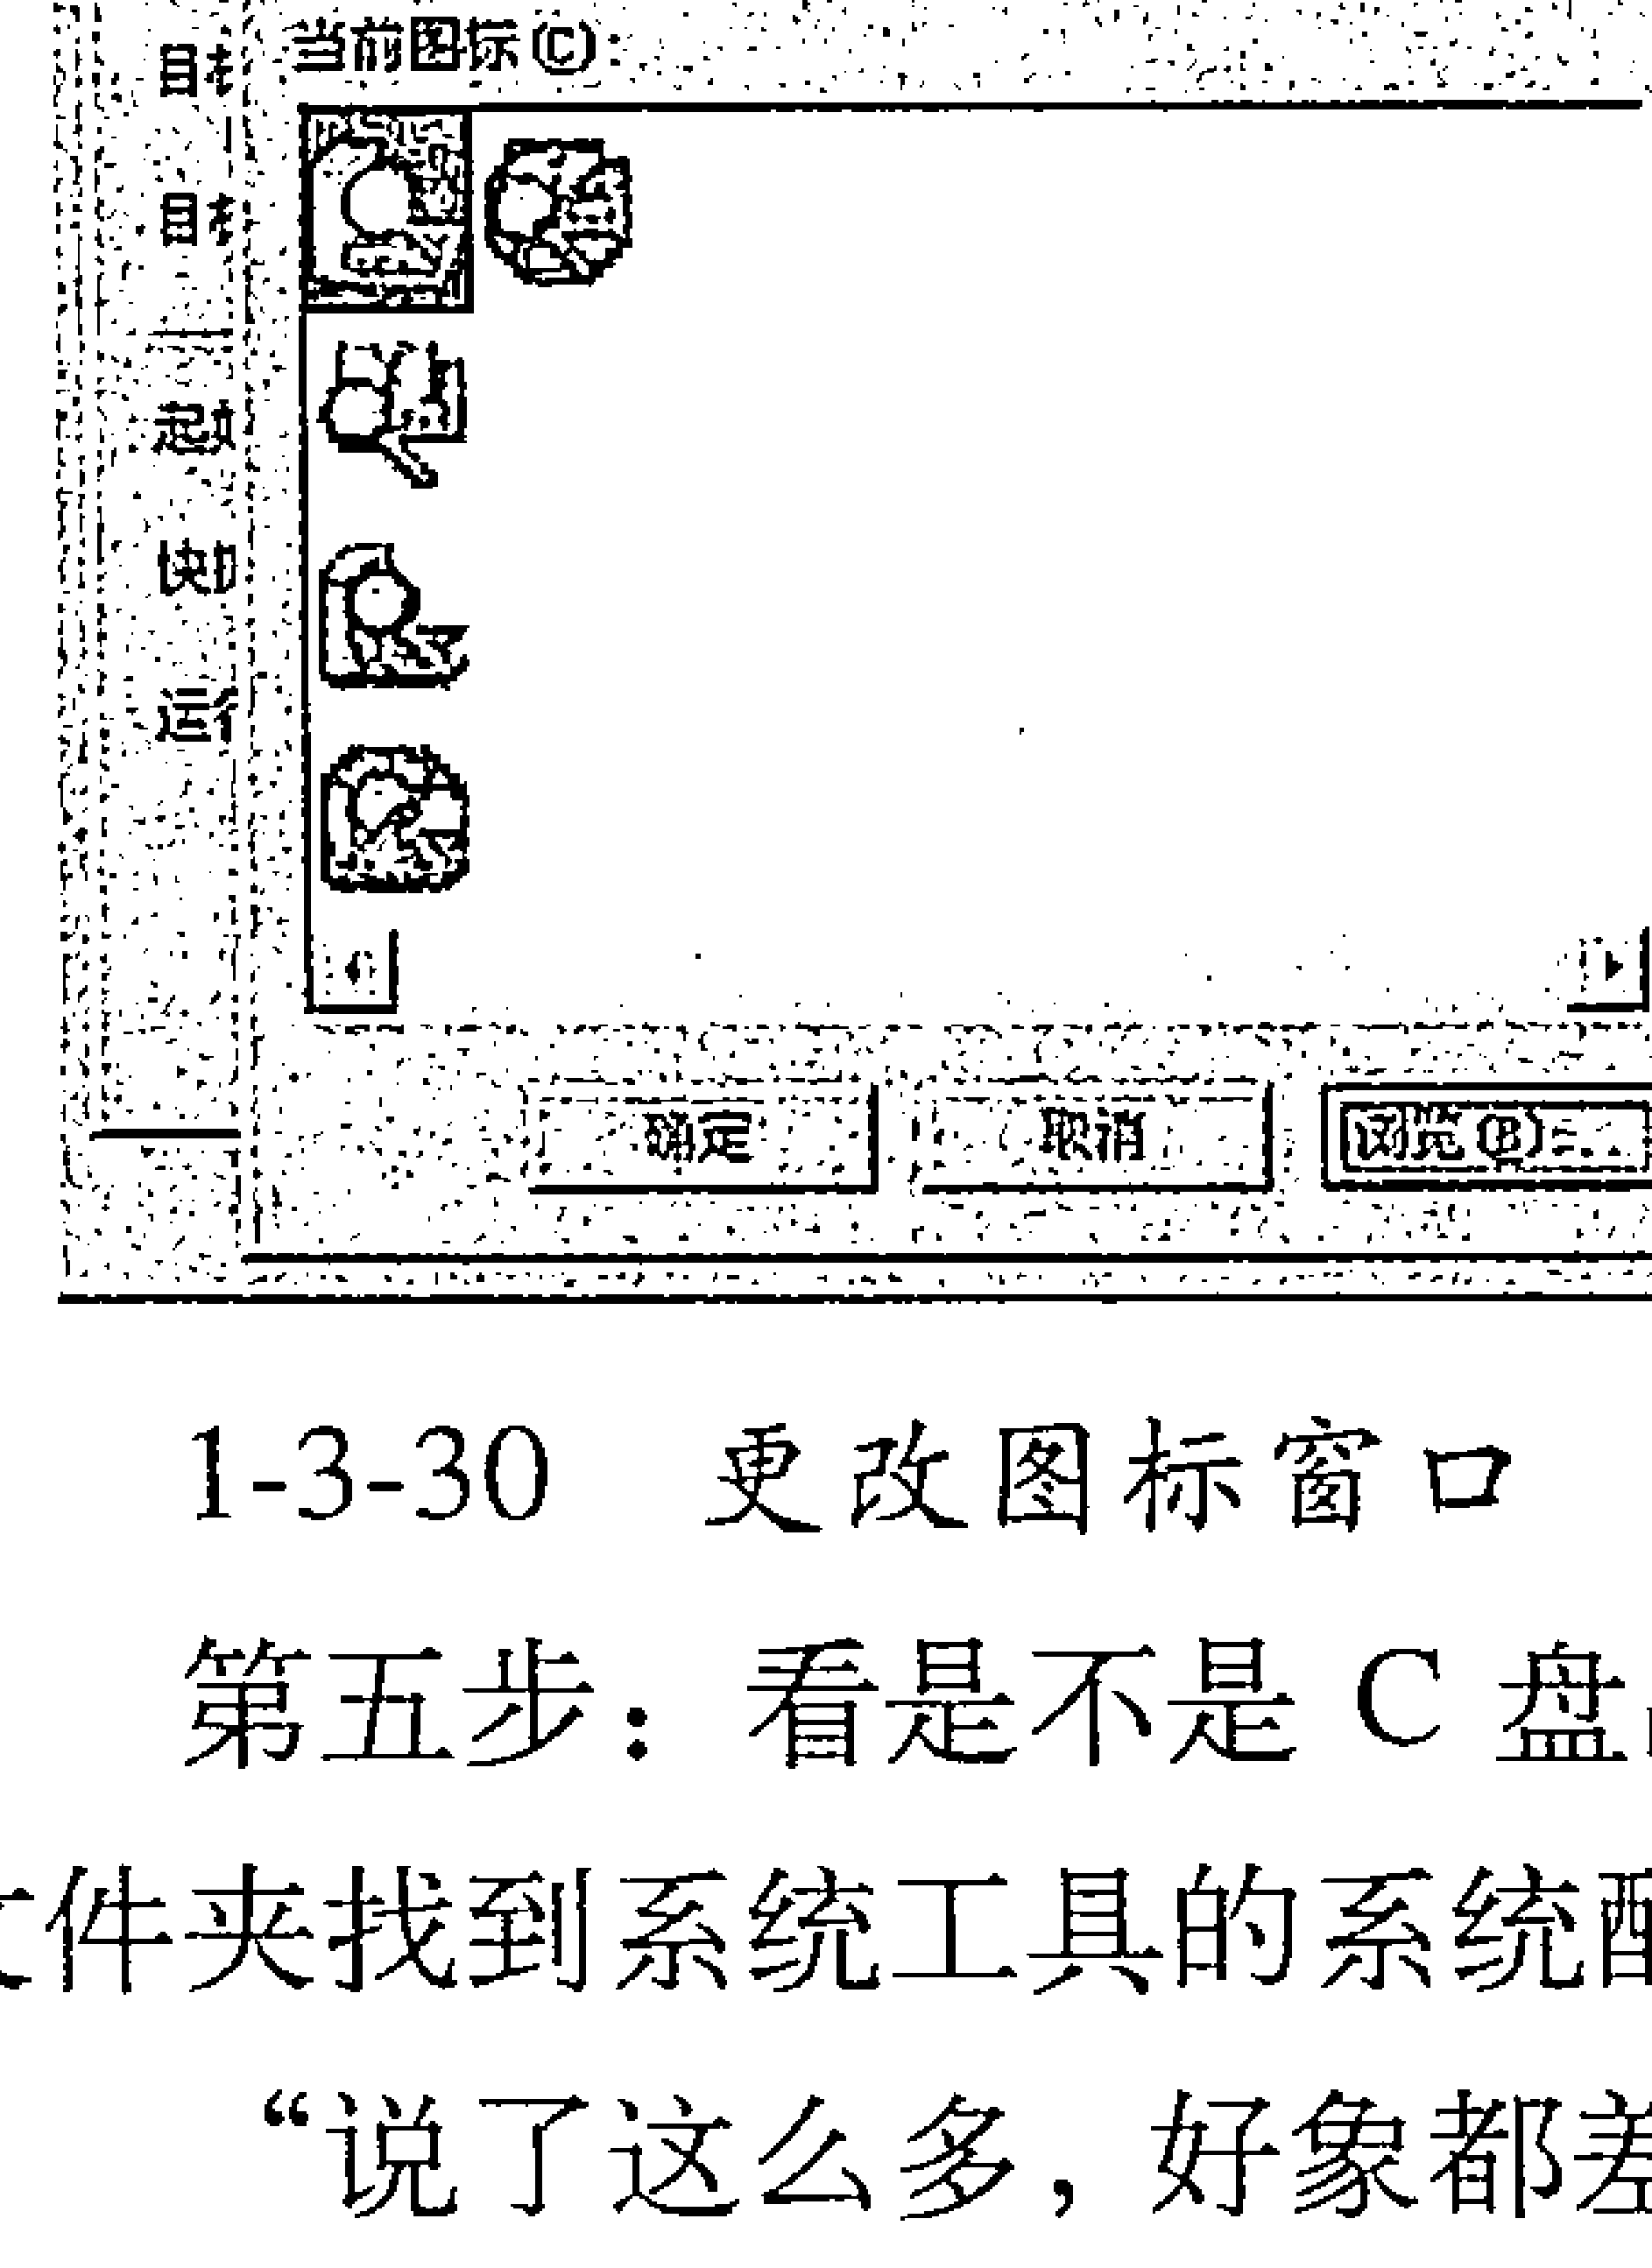 当前图标(C):
目
目
起
快
运
确定 取消 浏览(B)...
1-3-30 更改图标窗口
第五步：看是不是 C 盘
件夹找到系统工具的系统
“说了这么多，好象都差